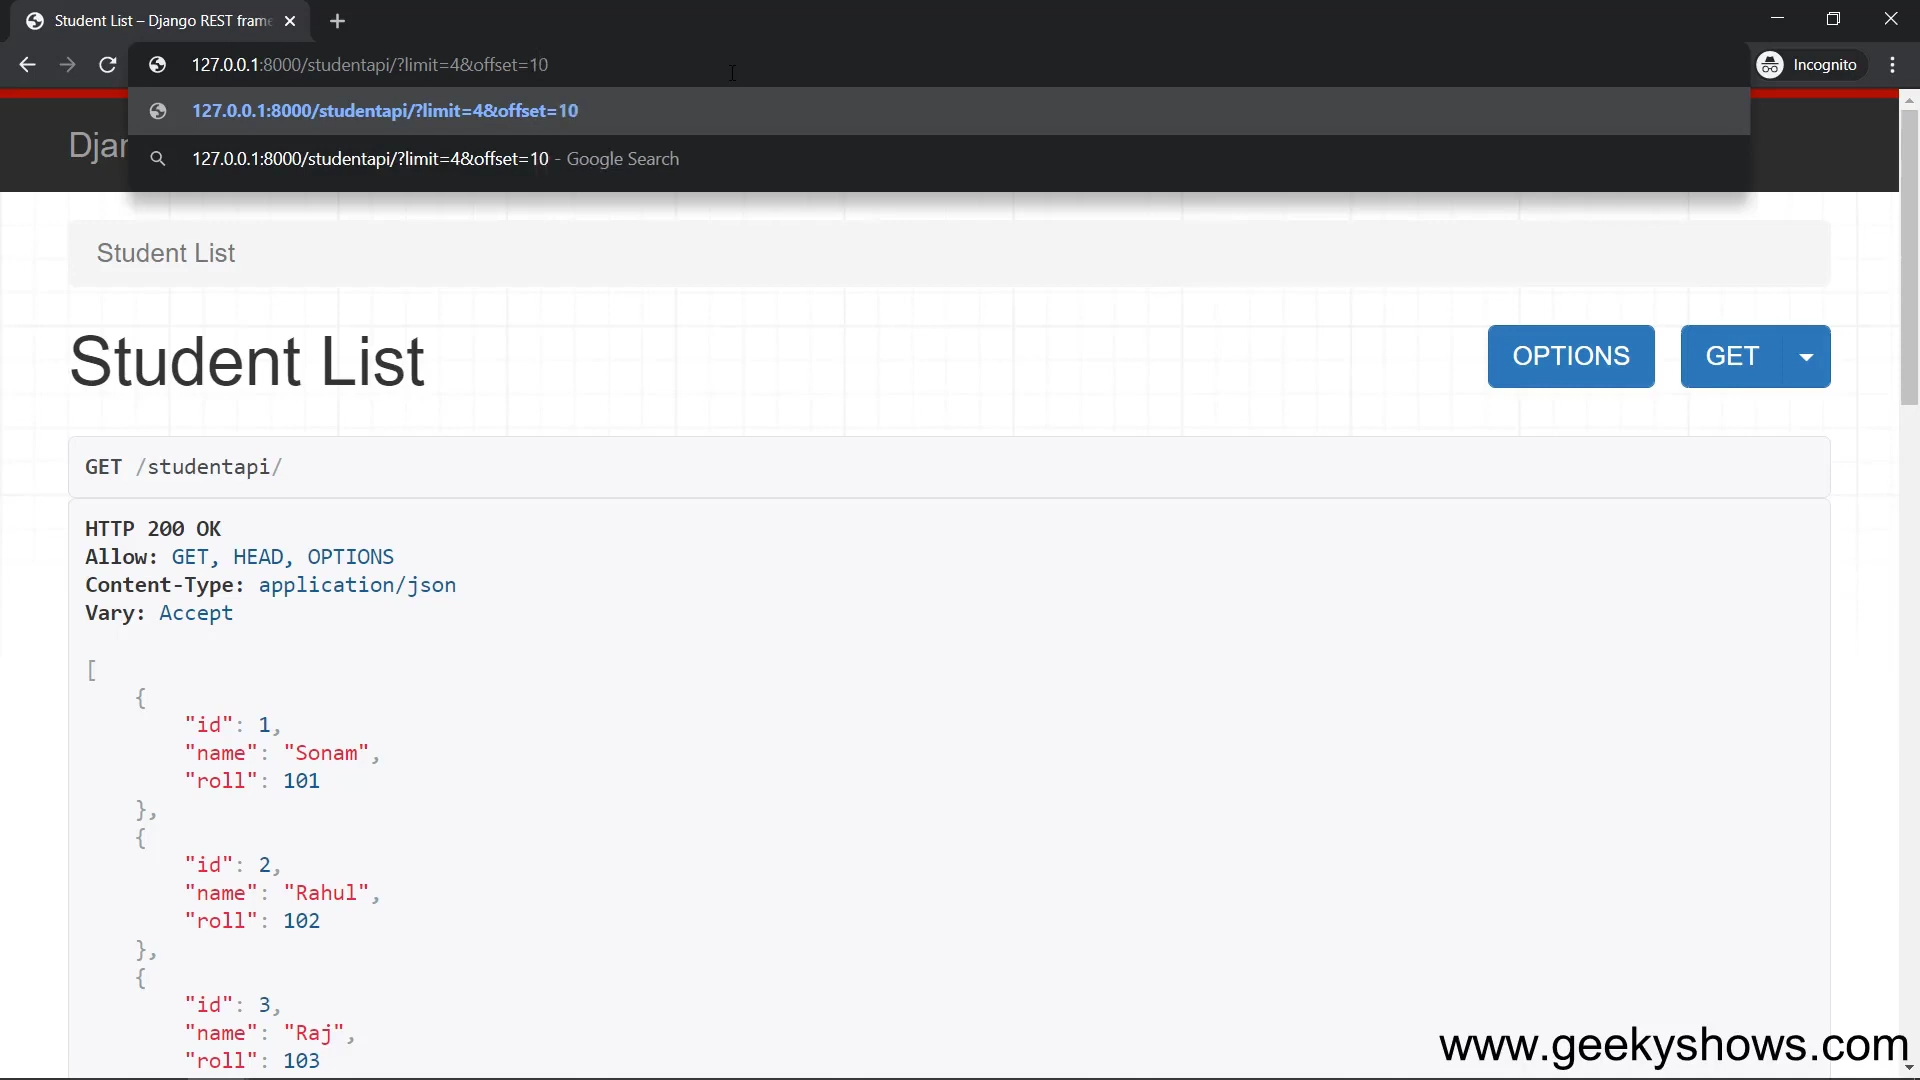 Student List – Django REST frame
127.0.0.1:8000/studentapi/?limit=4&offset=10
Incognito
127.0.0.1:8000/studentapi/?limit=4&offset=10
Djan
127.0.0.1:8000/studentapi/?limit=4&offset=10 - Google Search
Student List
Student List
OPTIONS
GET
GET /studentapi/
HTTP 200 OK
Allow: GET, HEAD, OPTIONS
Content-Type: application/json
Vary: Accept
[
{
"id": 1,
"name": "Sonam",
"roll": 101
},
{
"id": 2,
"name": "Rahul",
"roll": 102
},
{
"id": 3,
"name": "Raj",
"roll": 103
www.geekyshows.com